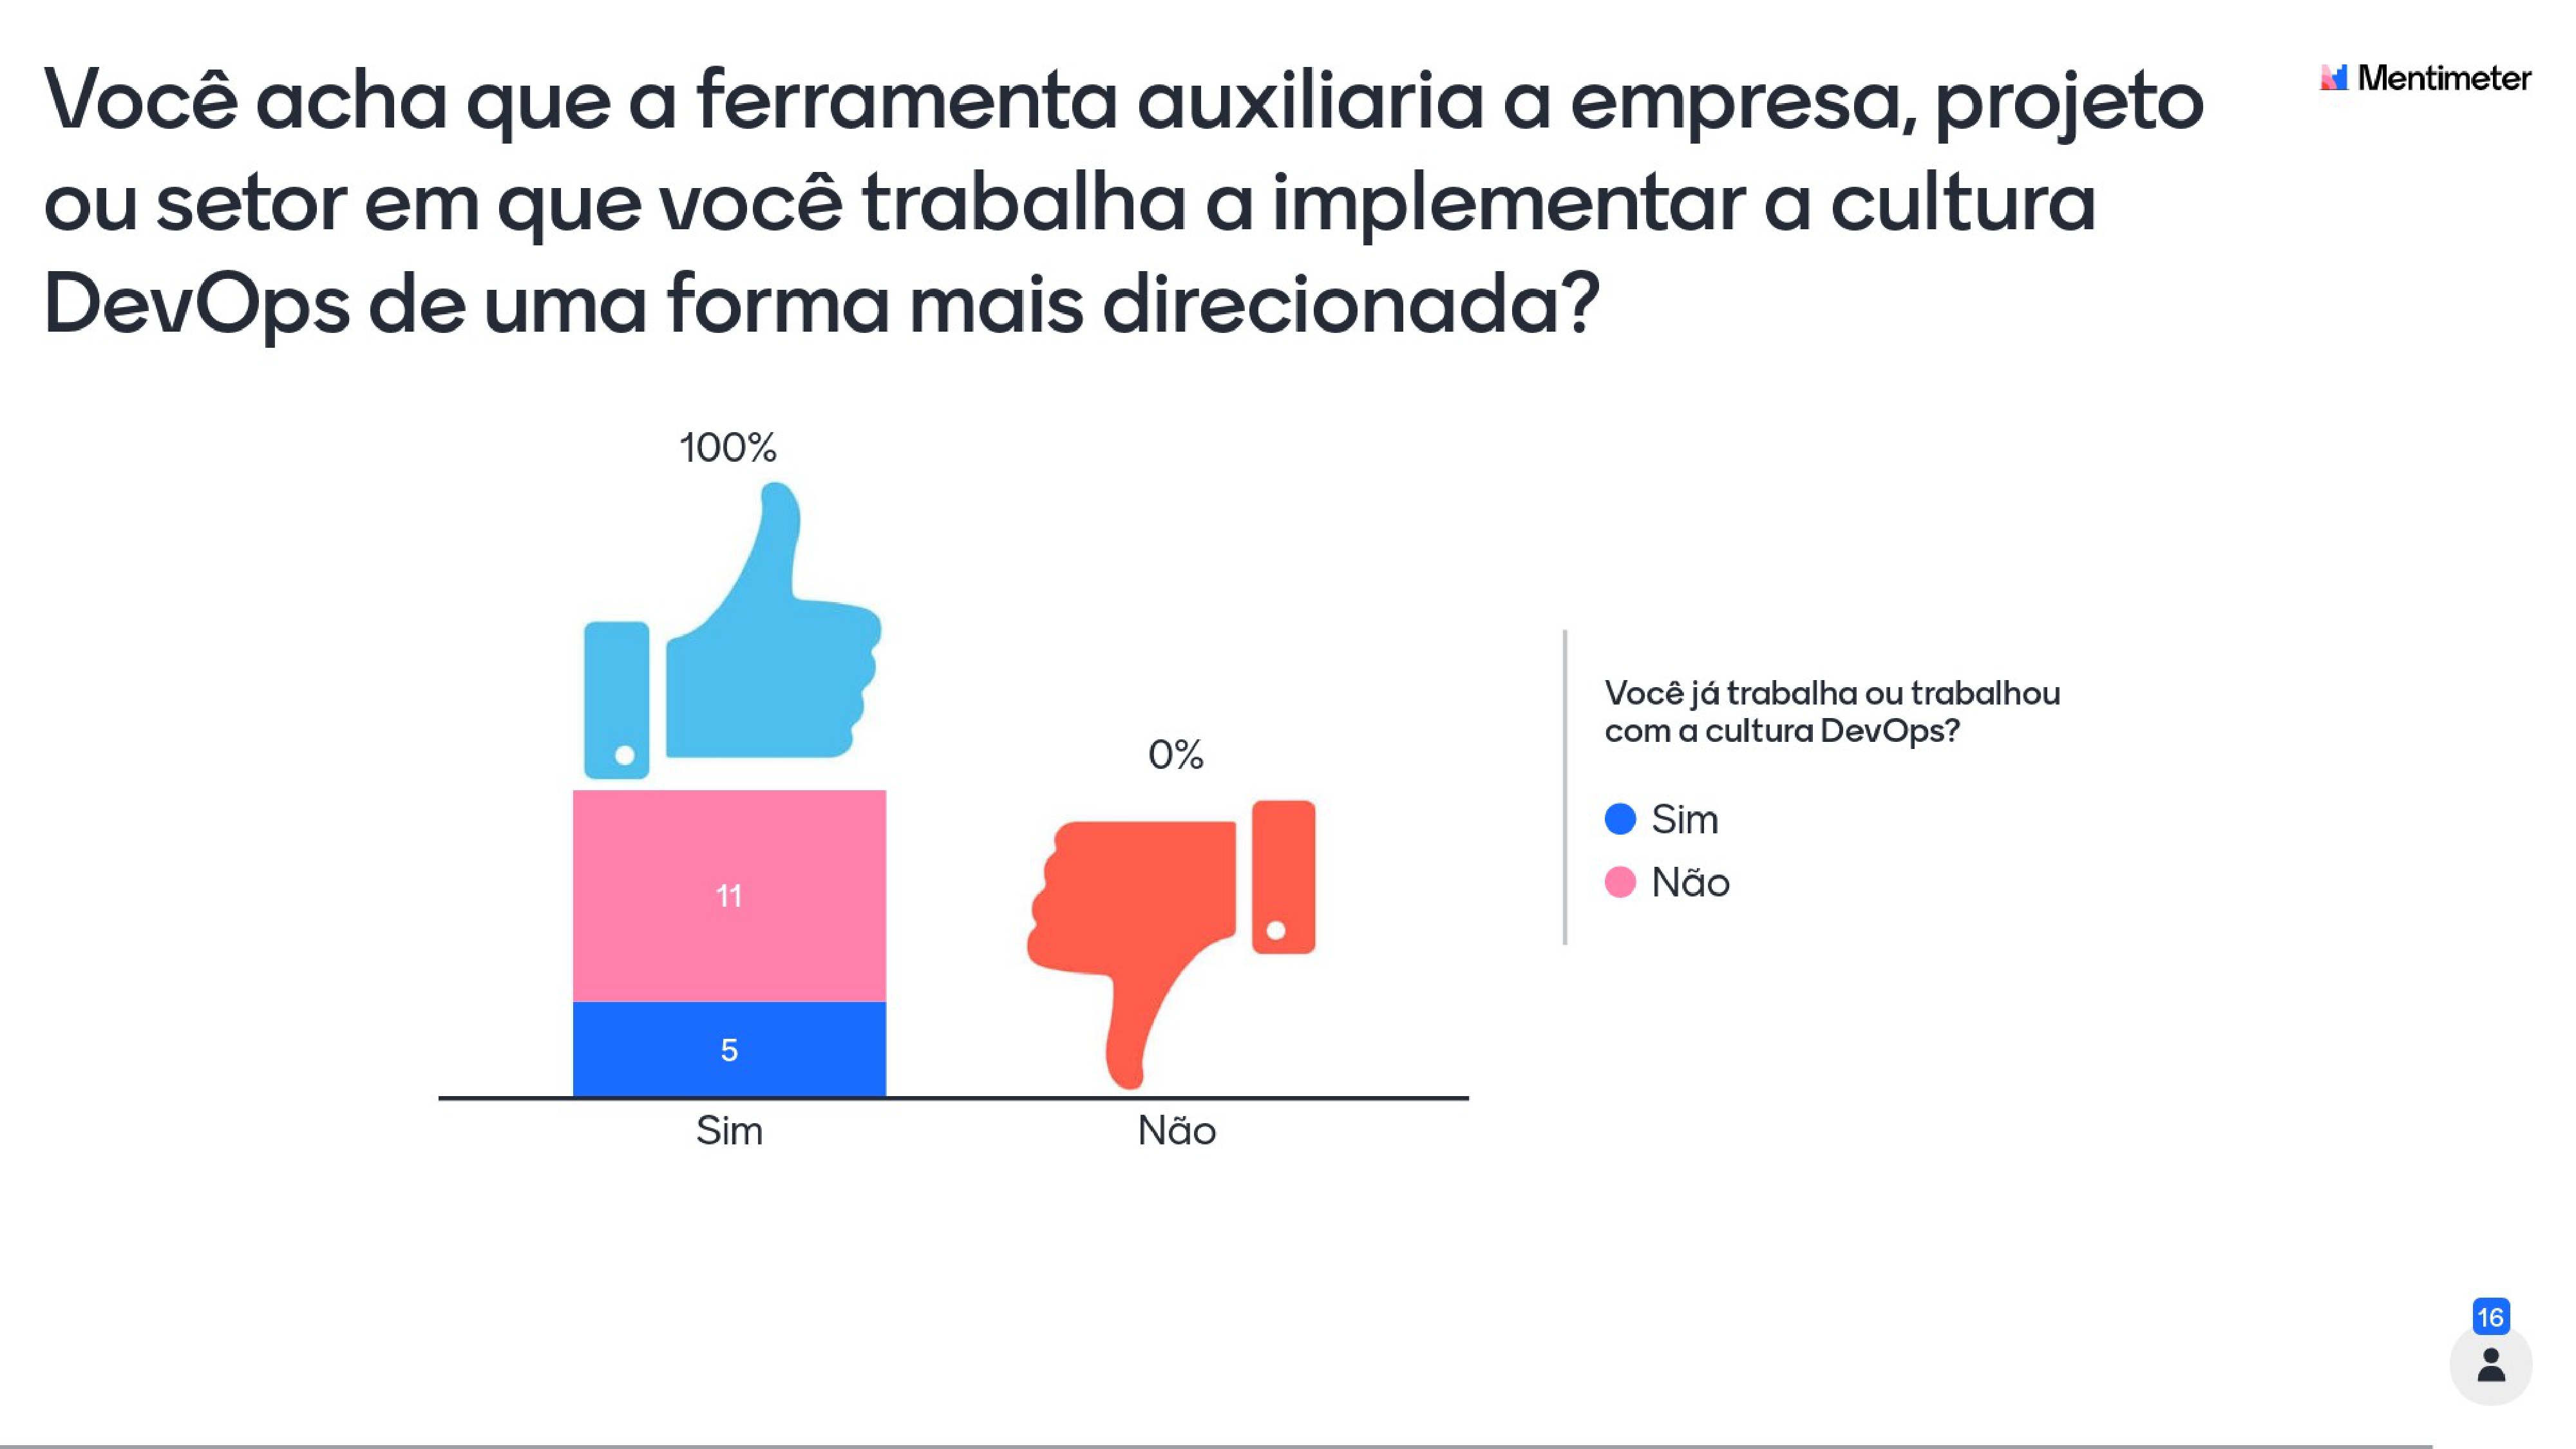 Você acha que a ferramenta auxiliaria a empresa, projeto
ou setor em que você trabalha a implementar a cultura
DevOps de uma forma mais direcionada?
Mentimeter
100%
0%
11
5
Sim
Não
Você já trabalha ou trabalhou
com a cultura DevOps?
Sim
Não
16